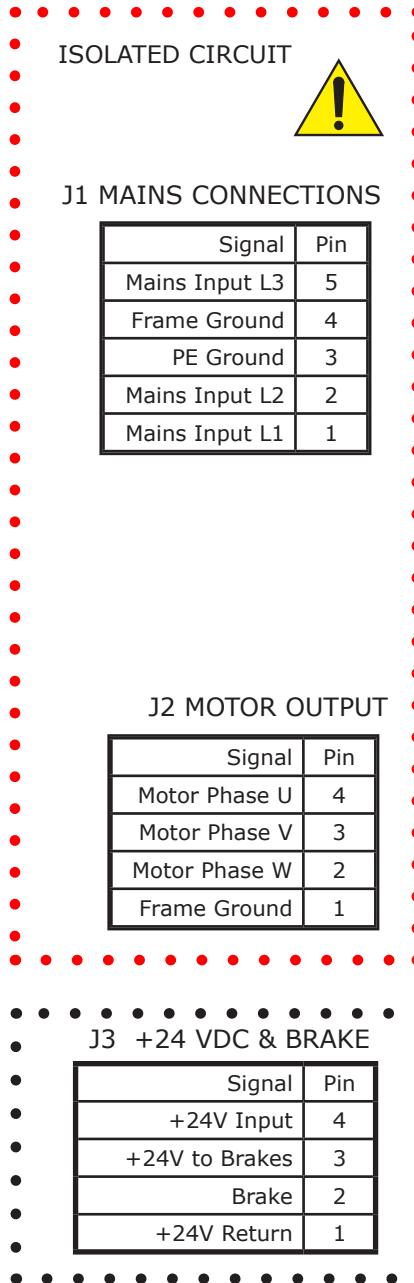 ISOLATED CIRCUIT
!
J1 MAINS CONNECTIONS
Signal Pin
Mains Input L3 5
Frame Ground 4
PE Ground 3
Mains Input L2 2
Mains Input L1 1
J2 MOTOR OUTPUT
Signal Pin
Motor Phase U 4
Motor Phase V 3
Motor Phase W 2
Frame Ground 1
J3 +24 VDC & BRAKE
Signal Pin
+24V Input 4
+24V to Brakes 3
Brake 2
+24V Return 1